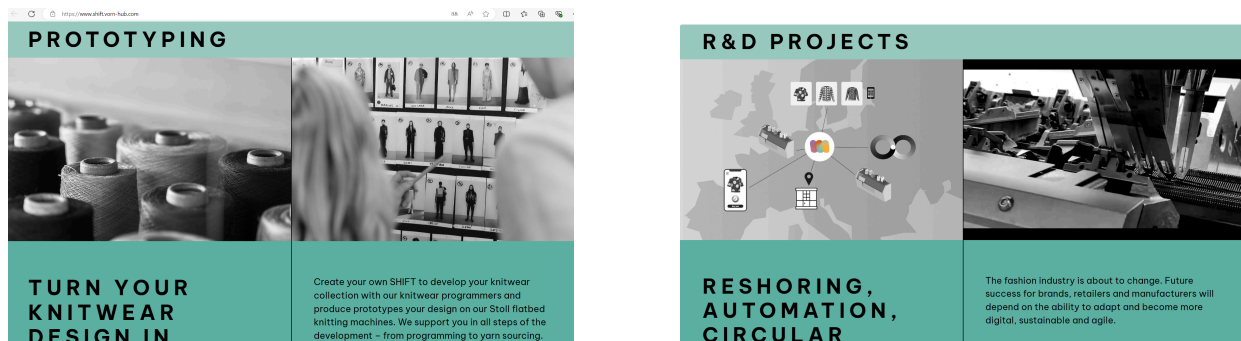 https://www.shift.vorn-hub.com
PROTOTYPING
TURN YOUR
KNITWEAR
DESIGN IN
Create your own SHIFT to develop your knitwear
collection with our knitwear programmers and
produce prototypes your design on our Stoll flatbed
knitting machines. We support you in all steps of the
development – from programming to yarn sourcing.
R&D PROJECTS
RESHORING,
AUTOMATION,
CIRCULAR
The fashion industry is about to change. Future
success for brands, retailers and manufacturers will
depend on the ability to adapt and become more
digital, sustainable and agile.